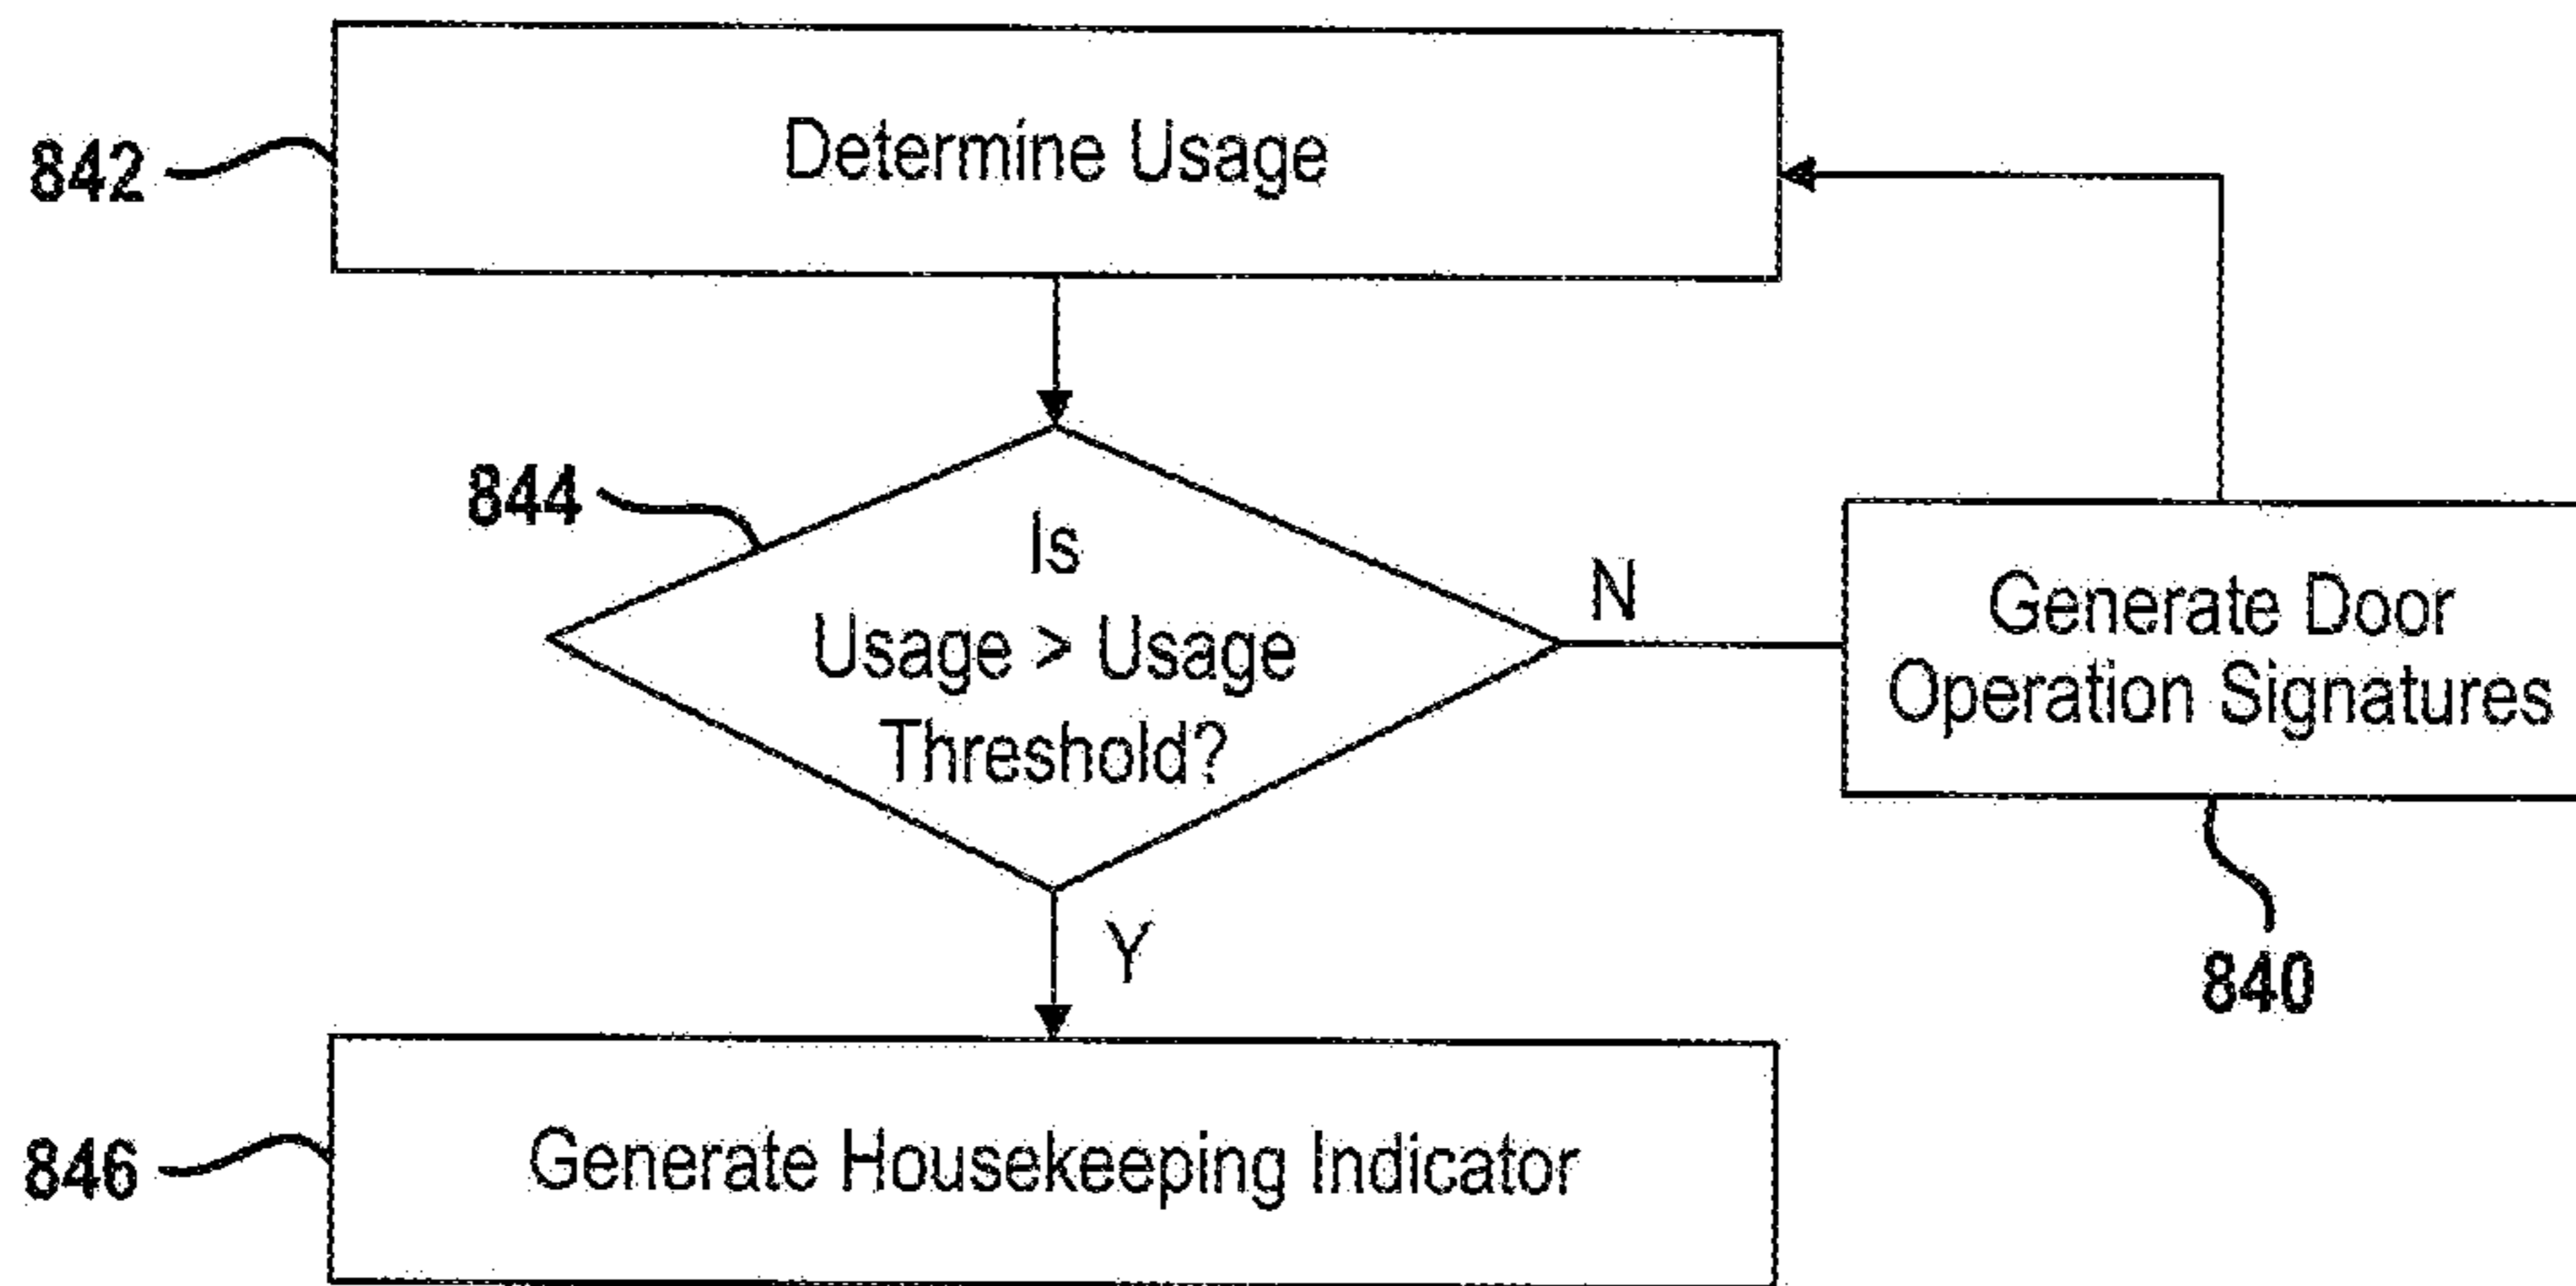 842
Determine Usage
844
Is
Usage > Usage
Threshold?
N
Generate Door
Operation Signatures
840
Y
846
Generate Housekeeping Indicator